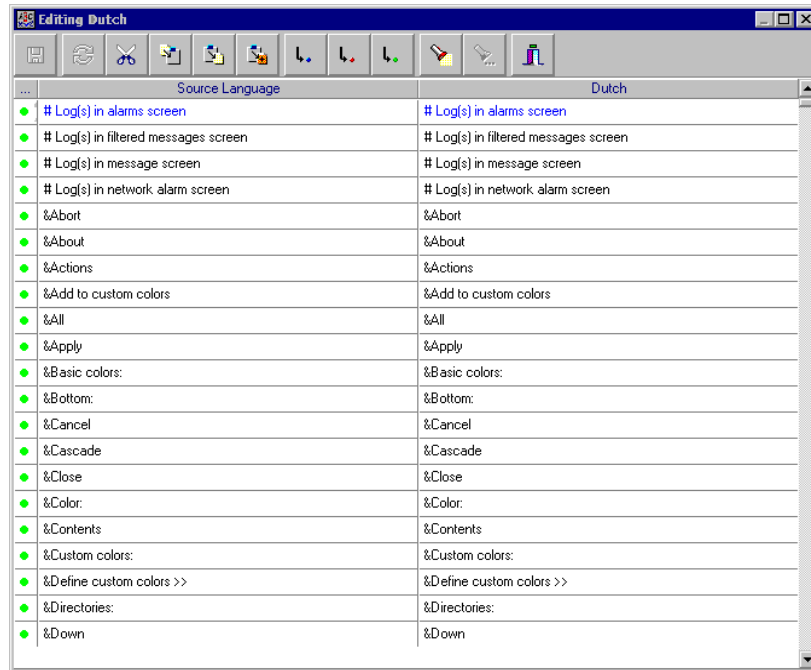 Editing Dutch
... Source Language Dutch
# Log(s) in alarms screen # Log(s) in alarms screen
# Log(s) in filtered messages screen # Log(s) in filtered messages screen
# Log(s) in message screen # Log(s) in message screen
# Log(s) in network alarm screen # Log(s) in network alarm screen
&Abort &Abort
&About &About
&Actions &Actions
&Add to custom colors &Add to custom colors
&All &All
&Apply &Apply
&Basic colors: &Basic colors:
&Bottom: &Bottom:
&Cancel &Cancel
&Cascade &Cascade
&Close &Close
&Color: &Color:
&Contents &Contents
&Custom colors: &Custom colors:
&Define custom colors >> &Define custom colors >>
&Directories: &Directories:
&Down &Down